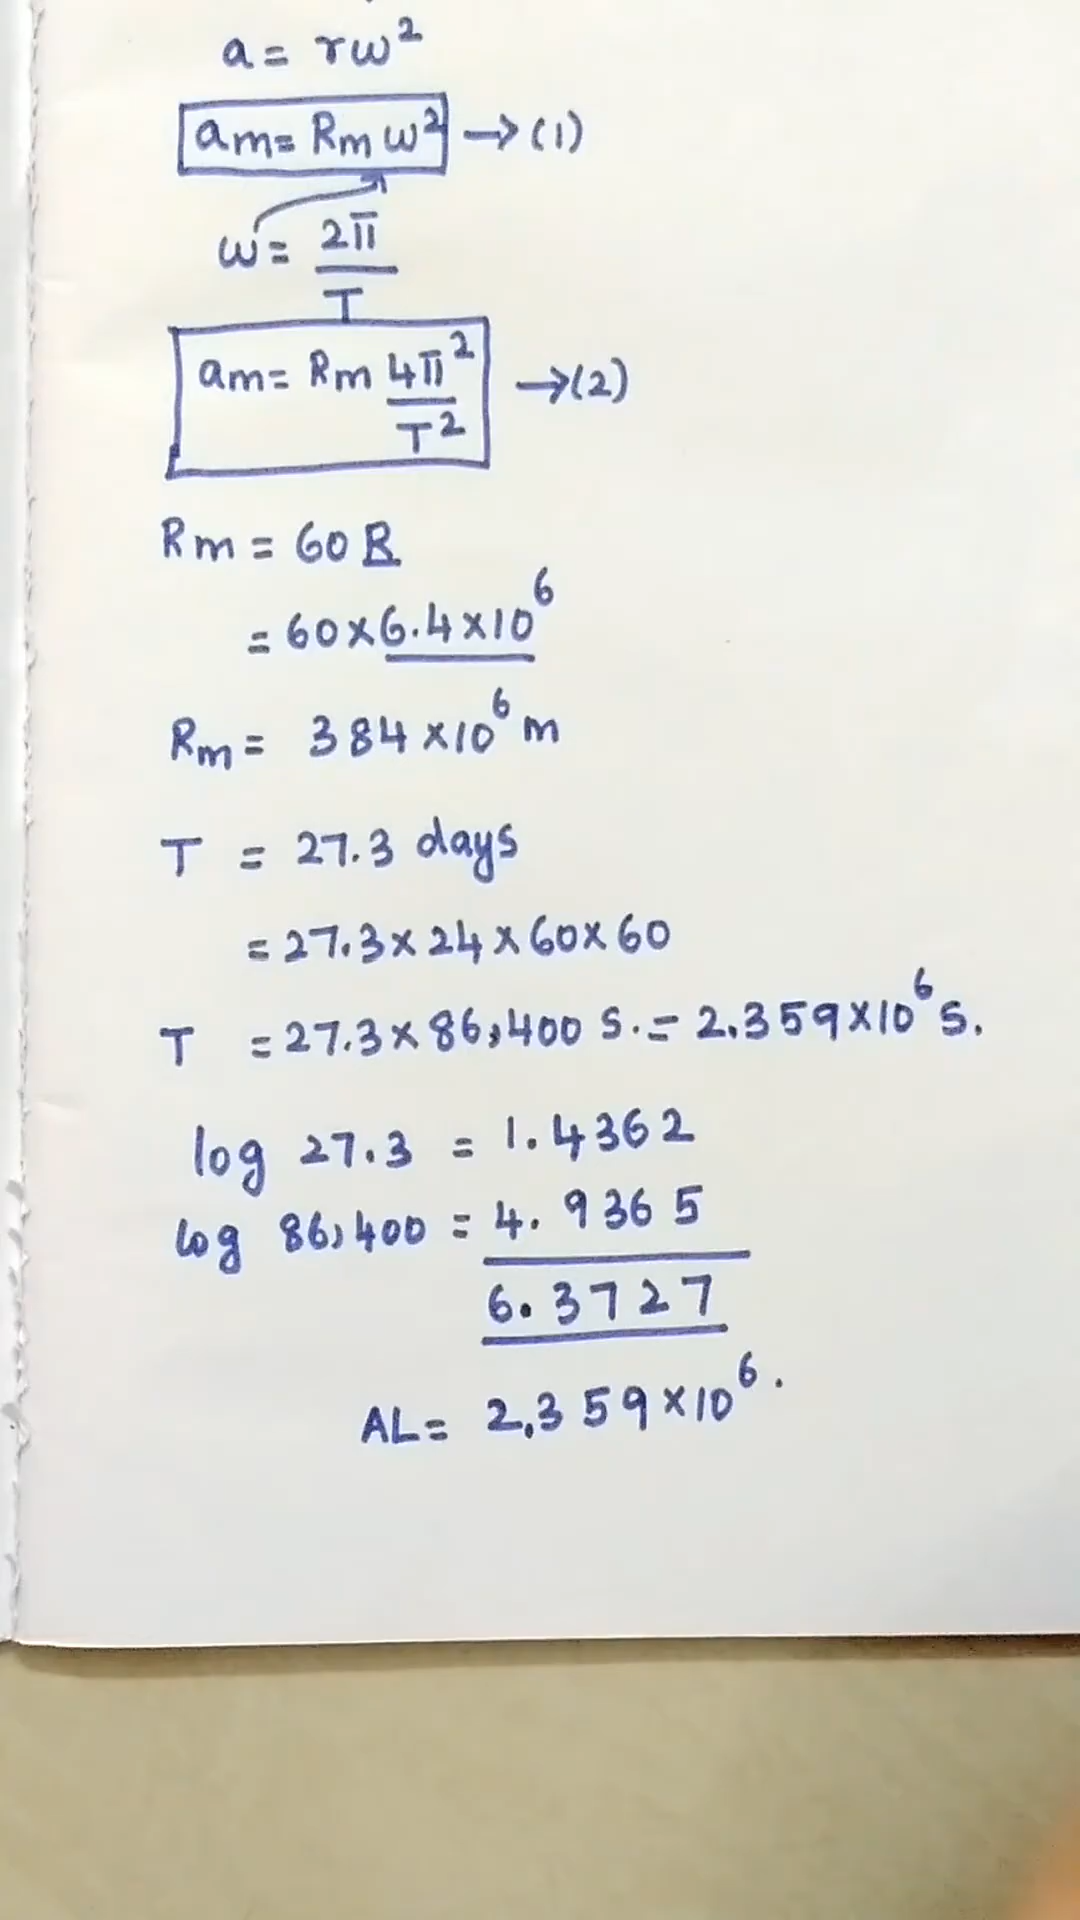 a = rω²
am = Rm ω² → (1)
ω = 2π/T
am = Rm 4π²/T² → (2)
Rm = 60 R
= 60 × 6.4 × 10⁶
Rm = 384 × 10⁶ m
T = 27.3 days
= 27.3 × 24 × 60 × 60
T = 27.3 × 86,400 s. = 2.359 × 10⁶ s.
log 27.3 = 1.4362
log 86,400 = 4.9365
6.3727
AL = 2.359 × 10⁶.